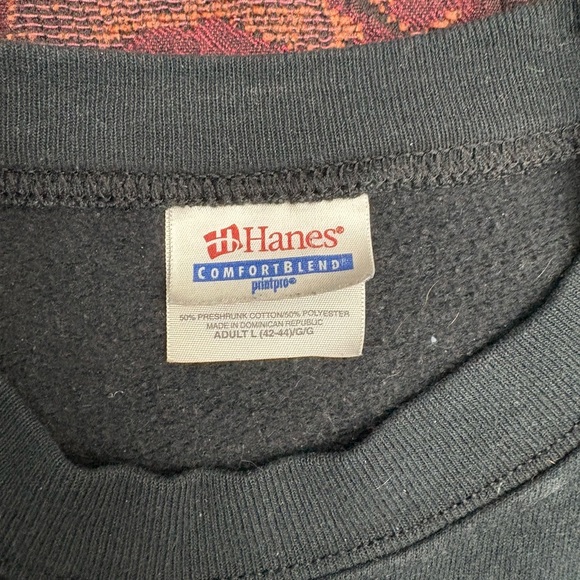 Hanes®
COMFORTBLEND®
printpro®
50% PRESHRUNK COTTON/50% POLYESTER
MADE IN DOMINICAN REPUBLIC
ADULT L (42-44)/G/G